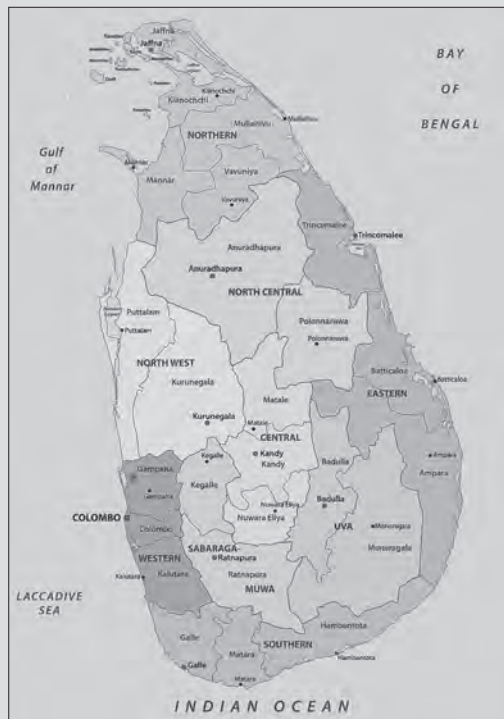 Jaffna
Jaffna
Kilinochchi
Kilinochchi
Mullaitivu
Mullaitivu
NORTHERN
BAY
OF
BENGAL
Gulf
of
Mannar
Mannar
Mannar
Vavuniya
Vavuniya
Trincomalee
Trincomalee
Anuradhapura
Anuradhapura
NORTH CENTRAL
Puttalam
Puttalam
Polonnaruwa
Polonnaruwa
NORTH WEST
Kurunegala
Kurunegala
Batticaloa
Batticaloa
EASTERN
Matale
Matale
CENTRAL
Kandy
Kandy
Kegalle
Kegalle
Badulla
Badulla
Ampara
Ampara
Gampaha
Gampaha
Nuwara Eliya
Nuwara Eliya
COLOMBO
Colombo
UVA
Monaragala
Monaragala
WESTERN
SABARAGA-
Ratnapura
Kalutara
Kalutara
Ratnapura
MUWA
LACCADIVE
SEA
Hambantota
SOUTHERN
Galle
Galle
Matara
Matara
Hambantota
INDIAN OCEAN